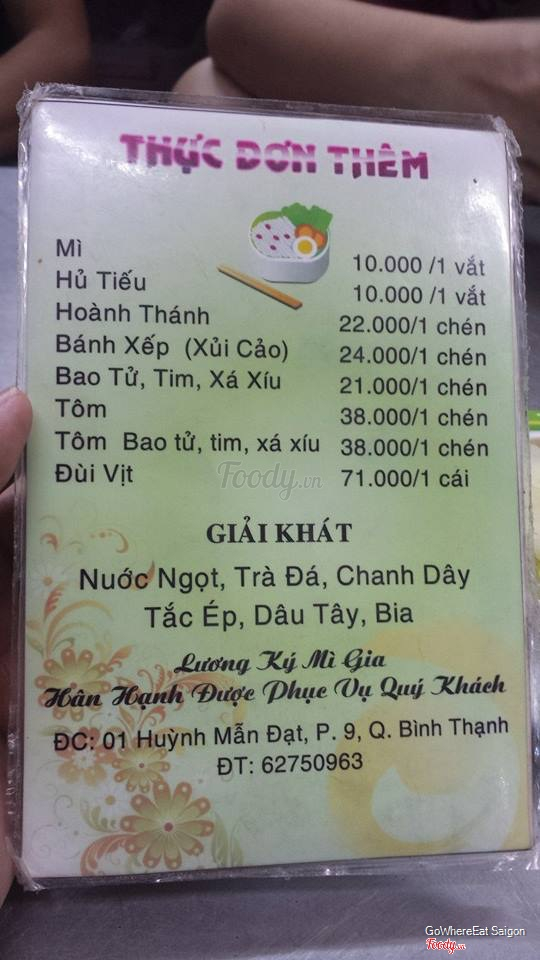 THỰC ĐƠN THÊM
Mì 10.000 /1 vắt
Hủ Tiếu 10.000 /1 vắt
Hoành Thánh 22.000/1 chén
Bánh Xếp (Xủi Cảo) 24.000/1 chén
Bao Tử, Tim, Xá Xíu 21.000/1 chén
Tôm 38.000/1 chén
Tôm Bao tử, tim, xá xíu 38.000/1 chén
Đùi Vịt 71.000/1 cái
Foody.vn
GIẢI KHÁT
Nước Ngọt, Trà Đá, Chanh Dây
Tắc Ép, Dâu Tây, Bia
Lương Ký Mì Gia
Hân Hạnh Được Phục Vụ Quý Khách
ĐC: 01 Huỳnh Mẫn Đạt, P. 9, Q. Bình Thạnh
ĐT: 62750963
GoWhereEat Saigon
Foody.vn